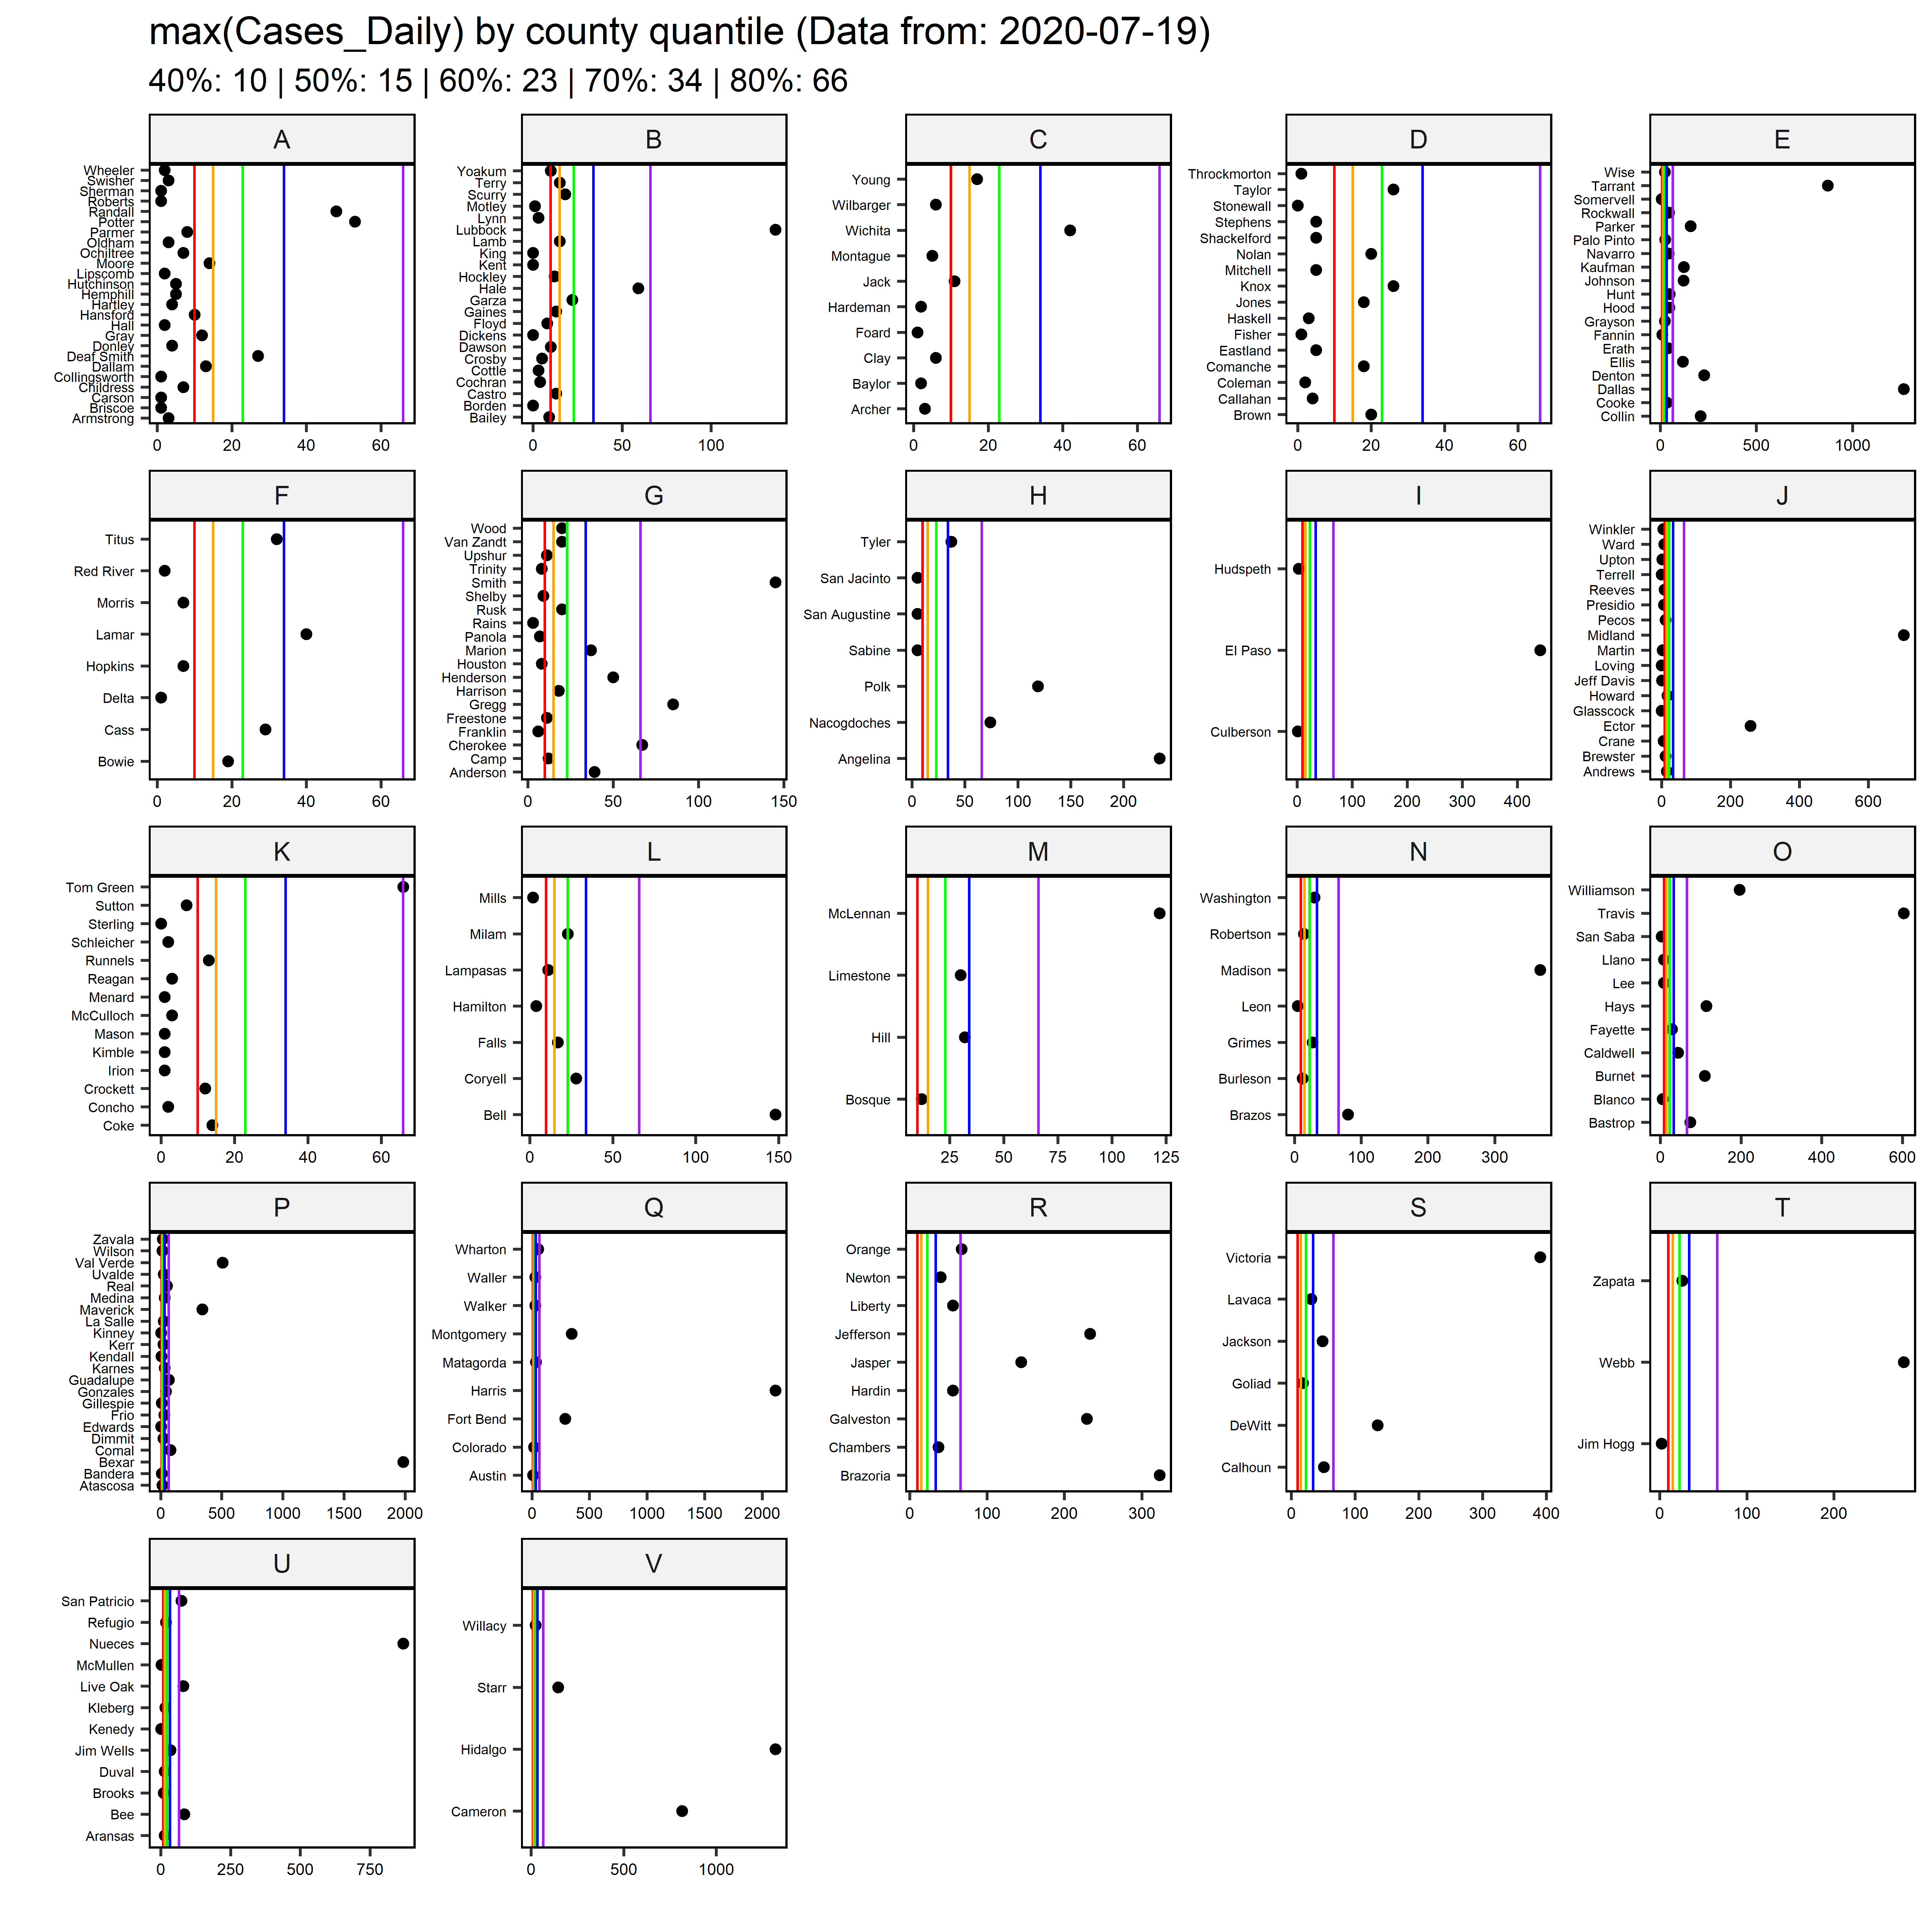 max(Cases_Daily) by county quantile (Data from: 2020-07-19)
40%: 10 | 50%: 15 | 60%: 23 | 70%: 34 | 80%: 66
A
Wheeler
Swisher
Sherman
Roberts
Randall
Potter
Parmer
Oldham
Ochiltree
Moore
Lipscomb
Hutchinson
Hemphill
Hartley
Hansford
Hall
Gray
Donley
Deaf Smith
Dallam
Collingsworth
Childress
Carson
Briscoe
Armstrong
0 20 40 60
B
Yoakum
Terry
Scurry
Motley
Lynn
Lubbock
Lamb
King
Kent
Hockley
Hale
Garza
Gaines
Floyd
Dickens
Dawson
Crosby
Cottle
Cochran
Castro
Borden
Bailey
0 50 100
C
Young
Wilbarger
Wichita
Montague
Jack
Hardeman
Foard
Clay
Baylor
Archer
0 20 40 60
D
Throckmorton
Taylor
Stonewall
Stephens
Shackelford
Nolan
Mitchell
Knox
Jones
Haskell
Fisher
Eastland
Comanche
Coleman
Callahan
Brown
0 20 40 60
E
Wise
Tarrant
Somervell
Rockwall
Parker
Palo Pinto
Navarro
Kaufman
Johnson
Hunt
Hood
Grayson
Fannin
Erath
Ellis
Denton
Dallas
Cooke
Collin
0 500 1000
F
Titus
Red River
Morris
Lamar
Hopkins
Delta
Cass
Bowie
0 20 40 60
G
Wood
Van Zandt
Upshur
Trinity
Smith
Shelby
Rusk
Rains
Panola
Marion
Houston
Henderson
Harrison
Gregg
Freestone
Franklin
Cherokee
Camp
Anderson
0 50 100 150
H
Tyler
San Jacinto
San Augustine
Sabine
Polk
Nacogdoches
Angelina
0 50 100 150 200
I
Hudspeth
El Paso
Culberson
0 100 200 300 400
J
Winkler
Ward
Upton
Terrell
Reeves
Presidio
Pecos
Midland
Martin
Loving
Jeff Davis
Howard
Glasscock
Ector
Crane
Brewster
Andrews
0 200 400 600
K
Tom Green
Sutton
Sterling
Schleicher
Runnels
Reagan
Menard
McCulloch
Mason
Kimble
Irion
Crockett
Concho
Coke
0 20 40 60
L
Mills
Milam
Lampasas
Hamilton
Falls
Coryell
Bell
0 50 100 150
M
McLennan
Limestone
Hill
Bosque
25 50 75 100 125
N
Washington
Robertson
Madison
Leon
Grimes
Burleson
Brazos
0 100 200 300
O
Williamson
Travis
San Saba
Llano
Lee
Hays
Fayette
Caldwell
Burnet
Blanco
Bastrop
0 200 400 600
P
Zavala
Wilson
Val Verde
Uvalde
Real
Medina
Maverick
La Salle
Kinney
Kerr
Kendall
Karnes
Guadalupe
Gonzales
Gillespie
Frio
Edwards
Dimmit
Comal
Bexar
Bandera
Atascosa
0 500 1000 1500 2000
Q
Wharton
Waller
Walker
Montgomery
Matagorda
Harris
Fort Bend
Colorado
Austin
0 500 1000 1500 2000
R
Orange
Newton
Liberty
Jefferson
Jasper
Hardin
Galveston
Chambers
Brazoria
0 100 200 300
S
Victoria
Lavaca
Jackson
Goliad
DeWitt
Calhoun
0 100 200 300 400
T
Zapata
Webb
Jim Hogg
0 100 200
U
San Patricio
Refugio
Nueces
McMullen
Live Oak
Kleberg
Kenedy
Jim Wells
Duval
Brooks
Bee
Aransas
0 250 500 750
V
Willacy
Starr
Hidalgo
Cameron
0 500 1000